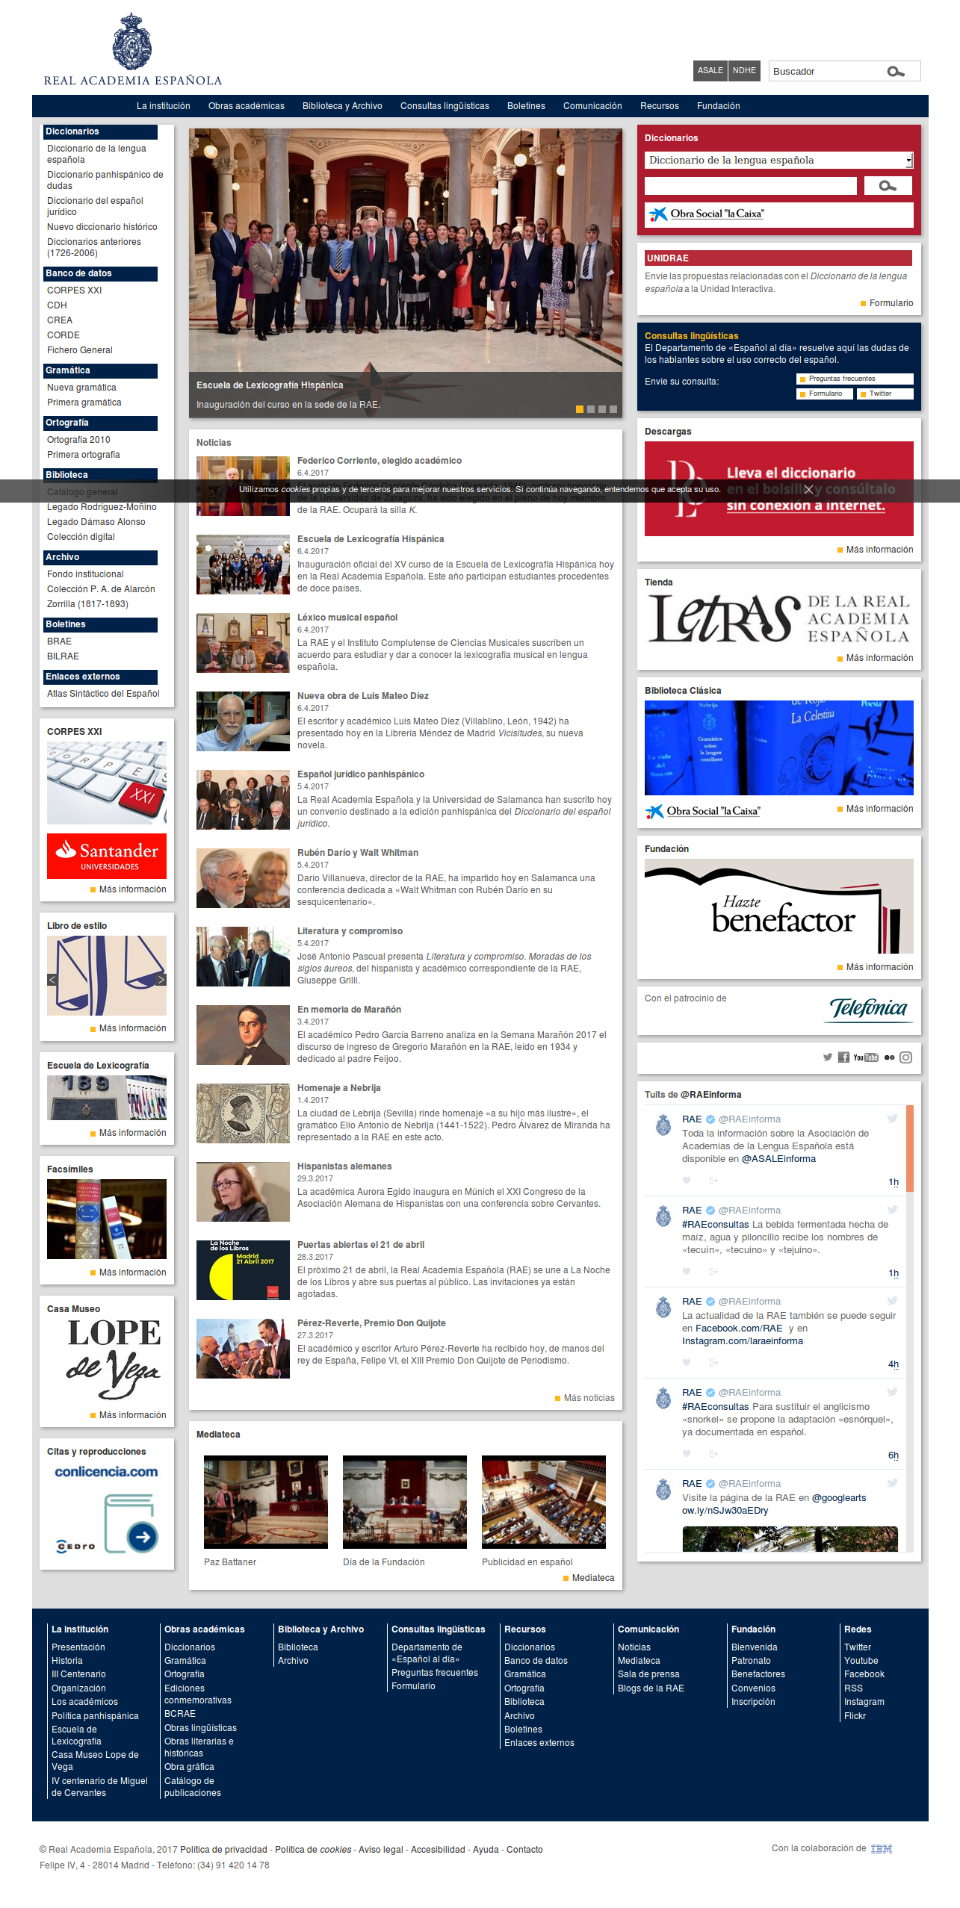 REAL ACADEMIA ESPAÑOLA
ASALE
NDHE
Buscador
La institución
Obras académicas
Biblioteca y Archivo
Consultas lingüísticas
Boletines
Comunicación
Recursos
Fundación
Diccionarios
Diccionario de la lengua
española
Diccionario panhispánico de
dudas
Diccionario del español
jurídico
Nuevo diccionario histórico
Diccionarios anteriores
(1726-2006)
Banco de datos
CORPES XXI
CDH
CREA
CORDE
Fichero General
Gramática
Nueva gramática
Primera gramática
Ortografía
Ortografía 2010
Primera ortografía
Biblioteca
Catálogo general
Legado Rodríguez-Moñino
Legado Dámaso Alonso
Colección digital
Archivo
Fondo institucional
Colección P. A. de Alarcón
Zorrilla (1817-1893)
Boletines
BRAE
BILRAE
Enlaces externos
Atlas Sintáctico del Español
CORPES XXI
CORPES
XXI
Santander
UNIVERSIDADES
Más información
Libro de estilo
Más información
Escuela de Lexicografía
189
Más información
Facsímiles
Más información
Casa Museo
LOPE
de Vega
Más información
Citas y reproducciones
conlicencia.com
CEDRO
Escuela de Lexicografía Hispánica
Inauguración del curso en la sede de la RAE.
Noticias
Federico Corriente, elegido académico
6.4.2017
Utilizamos cookies propias y de terceros para mejorar nuestros servicios. Si continúa navegando, entendemos que acepta su uso.
de la Universidad de Zaragoza, ha sido elegido en el pleno de hoy miembro
de la RAE. Ocupará la silla K.
Escuela de Lexicografía Hispánica
6.4.2017
Inauguración oficial del XV curso de la Escuela de Lexicografía Hispánica hoy
en la Real Academia Española. Este año participan estudiantes procedentes
de doce países.
Léxico musical español
6.4.2017
La RAE y el Instituto Complutense de Ciencias Musicales suscriben un
acuerdo para estudiar y dar a conocer la lexicografía musical en lengua
española.
Nueva obra de Luis Mateo Díez
6.4.2017
El escritor y académico Luis Mateo Díez (Villablino, León, 1942) ha
presentado hoy en la Librería Méndez de Madrid Vicisitudes, su nueva
novela.
Español jurídico panhispánico
5.4.2017
La Real Academia Española y la Universidad de Salamanca han suscrito hoy
un convenio destinado a la edición panhispánica del Diccionario del español
jurídico.
Rubén Darío y Walt Whitman
5.4.2017
Darío Villanueva, director de la RAE, ha impartido hoy en Salamanca una
conferencia dedicada a «Walt Whitman con Rubén Darío en su
sesquicentenario».
Literatura y compromiso
5.4.2017
José Antonio Pascual presenta Literatura y compromiso. Moradas de los
siglos áureos, del hispanista y académico correspondiente de la RAE,
Giuseppe Grilli.
En memoria de Marañón
3.4.2017
El académico Pedro García Barreno analiza en la Semana Marañón 2017 el
discurso de ingreso de Gregorio Marañón en la RAE, leído en 1934 y
dedicado al padre Feijoo.
Homenaje a Nebrija
1.4.2017
La ciudad de Lebrija (Sevilla) rinde homenaje «a su hijo más ilustre», el
gramático Elio Antonio de Nebrija (1441-1522). Pedro Álvarez de Miranda ha
representado a la RAE en este acto.
Hispanistas alemanes
29.3.2017
La académica Aurora Egido inaugura en Múnich el XXI Congreso de la
Asociación Alemana de Hispanistas con una conferencia sobre Cervantes.
La Noche
de los Libros
Madrid
21 Abril 2017
Puertas abiertas el 21 de abril
28.3.2017
El próximo 21 de abril, la Real Academia Española (RAE) se une a La Noche
de los Libros y abre sus puertas al público. Las invitaciones ya están
agotadas.
Pérez-Reverte, Premio Don Quijote
27.3.2017
El académico y escritor Arturo Pérez-Reverte ha recibido hoy, de manos del
rey de España, Felipe VI, el XIII Premio Don Quijote de Periodismo.
Más noticias
Mediateca
Paz Battaner
Día de la Fundación
Publicidad en español
Mediateca
Diccionarios
Diccionario de la lengua española
Obra Social "la Caixa"
UNIDRAE
Envíe las propuestas relacionadas con el Diccionario de la lengua
española a la Unidad Interactiva.
Formulario
Consultas lingüísticas
El Departamento de «Español al día» resuelve aquí las dudas de
los hablantes sobre el uso correcto del español.
Envíe su consulta:
Preguntas frecuentes
Formulario
Twitter
Descargas
DLE
Lleva el diccionario
en el bolsillo y consúltalo
sin conexión a internet.
Más información
Tienda
LETRAS
DE LA REAL
ACADEMIA
ESPAÑOLA
Más información
Biblioteca Clásica
La Celestina
Gramática
sobre
la lengua
Obra Social "la Caixa"
Más información
Fundación
Hazte
benefactor
Más información
Con el patrocinio de
Telefónica
YouTube
Tuits de @RAEinforma
RAE @RAEinforma
Toda la información sobre la Asociación de
Academias de la Lengua Española está
disponible en @ASALEinforma
1h
RAE @RAEinforma
#RAEconsultas La bebida fermentada hecha de
maíz, agua y piloncillo recibe los nombres de
«tecuín», «tecuino» y «tejuino».
1h
RAE @RAEinforma
La actualidad de la RAE también se puede seguir
en Facebook.com/RAE y en
Instagram.com/laraeinforma
4h
RAE @RAEinforma
#RAEconsultas Para sustituir el anglicismo
«snorkel» se propone la adaptación «esnórquel»,
ya documentada en español.
6h
RAE @RAEinforma
Visite la página de la RAE en @googlearts
ow.ly/nSJw30aEDry
La institución
Presentación
Historia
III Centenario
Organización
Los académicos
Política panhispánica
Escuela de
Lexicografía
Casa Museo Lope de
Vega
IV centenario de Miguel
de Cervantes
Obras académicas
Diccionarios
Gramática
Ortografía
Ediciones
conmemorativas
BCRAE
Obras lingüísticas
Obras literarias e
históricas
Obra gráfica
Catálogo de
publicaciones
Biblioteca y Archivo
Biblioteca
Archivo
Consultas lingüísticas
Departamento de
«Español al día»
Preguntas frecuentes
Formulario
Recursos
Diccionarios
Banco de datos
Gramática
Ortografía
Biblioteca
Archivo
Boletines
Enlaces externos
Comunicación
Noticias
Mediateca
Sala de prensa
Blogs de la RAE
Fundación
Bienvenida
Patronato
Benefactores
Convenios
Inscripción
Redes
Twitter
Youtube
Facebook
RSS
Instagram
Flickr
© Real Academia Española, 2017 Política de privacidad - Política de cookies - Aviso legal - Accesibilidad - Ayuda - Contacto
Felipe IV, 4 - 28014 Madrid - Teléfono: (34) 91 420 14 78
Con la colaboración de IBM